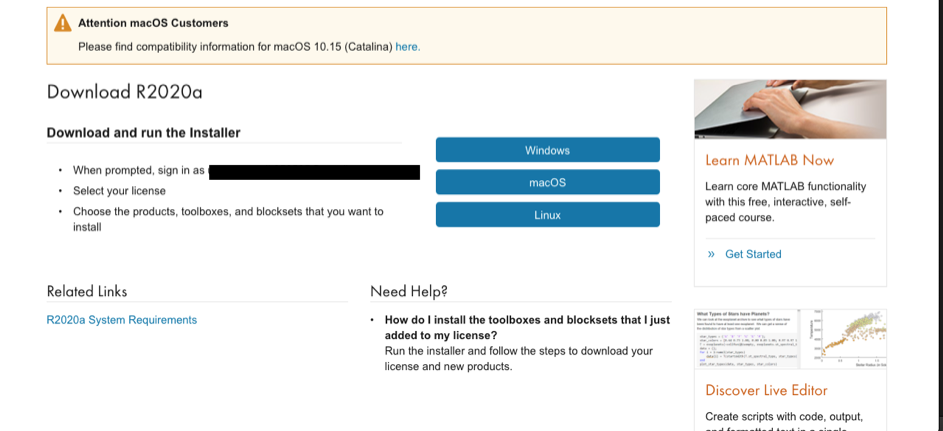 Attention macOS Customers
Please find compatibility information for macOS 10.15 (Catalina) here.
Download R2020a
Download and run the Installer
• When prompted, sign in as
• Select your license
• Choose the products, toolboxes, and blocksets that you want to
install
Windows
macOS
Linux
Learn MATLAB Now
Learn core MATLAB functionality
with this free, interactive, self-
paced course.
» Get Started
Related Links
R2020a System Requirements
Need Help?
• How do I install the toolboxes and blocksets that I just
added to my license?
Run the installer and follow the steps to download your
license and new products.
What Types of Stars have Planets?
Discover Live Editor
Create scripts with code, output,
and formatted text in a single